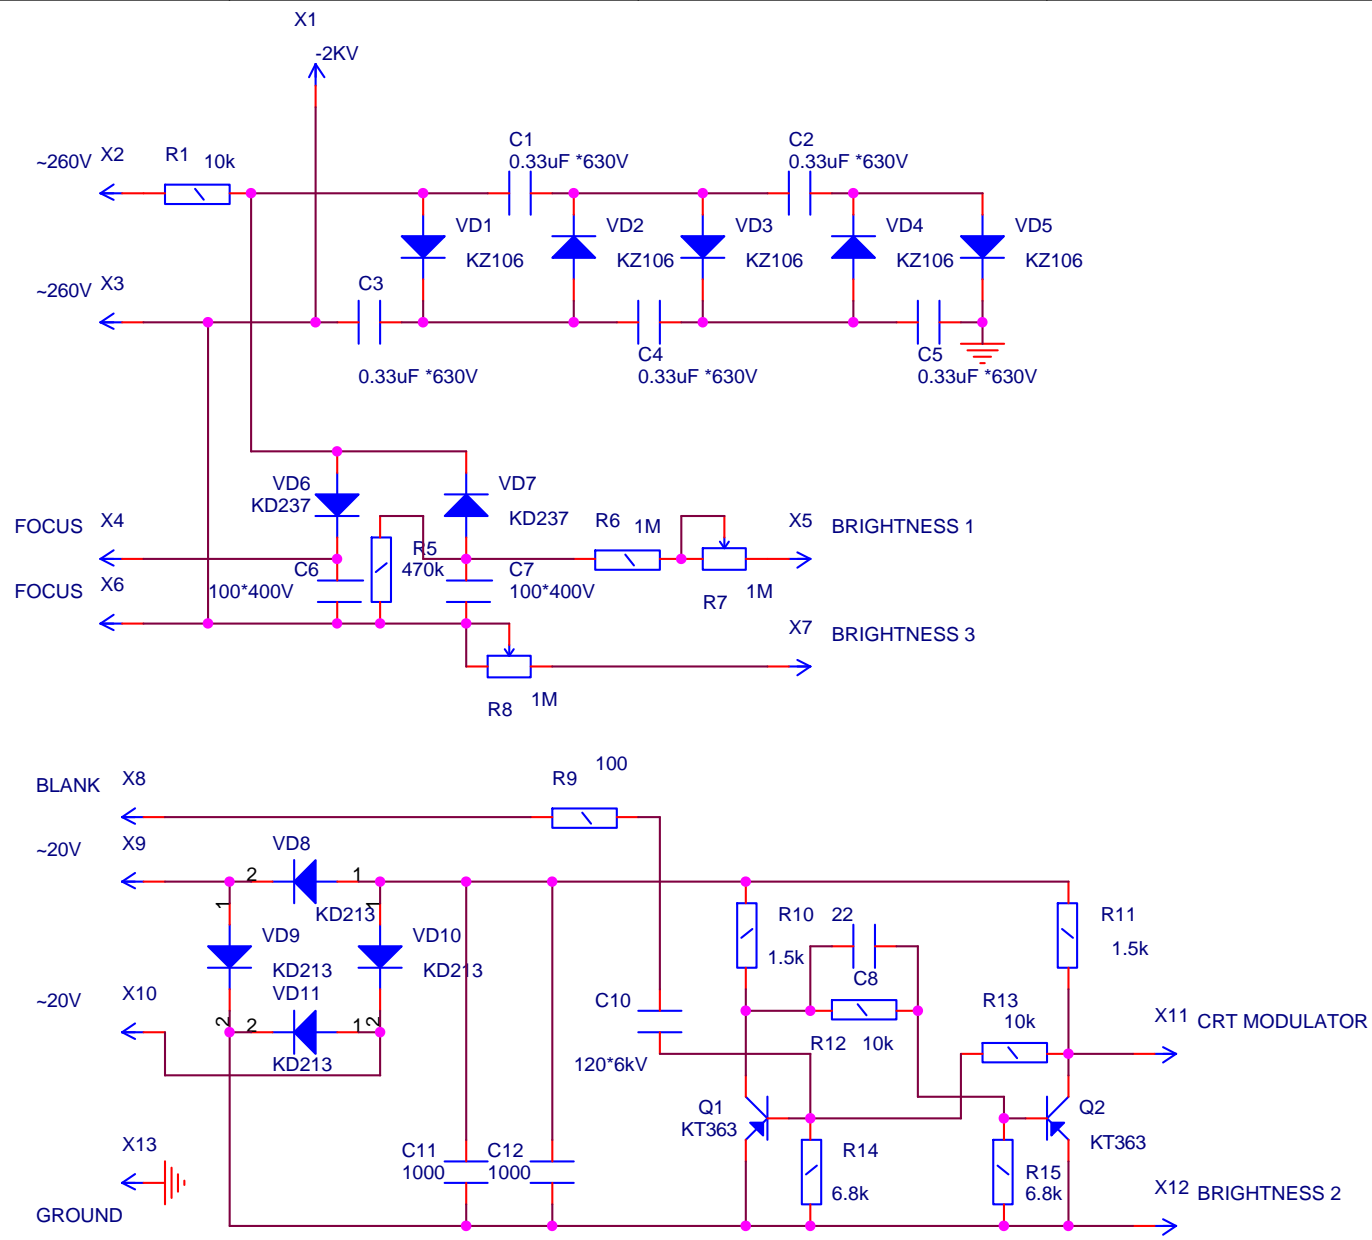 X1
-2KV
~260V X2 R1 10k
C1
0.33uF *630V
C2
0.33uF *630V
VD1
KZ106
VD2
KZ106
VD3
KZ106
VD4
KZ106
VD5
KZ106
~260V X3
C3
0.33uF *630V
C4
0.33uF *630V
C5
0.33uF *630V
VD6
KD237
VD7
KD237
FOCUS X4
R5
470k
R6 1M
X5 BRIGHTNESS 1
C6
100*400V
C7
100*400V
R7 1M
FOCUS X6
X7 BRIGHTNESS 3
R8 1M
BLANK X8
R9 100
~20V X9
VD8
2 1
KD213
1 1
VD9
KD213
VD10
KD213
~20V X10
VD11
2 2 1 2
KD213
R10 22
1.5k
C8
R11
1.5k
C10
120*6kV
R12 10k
R13
10k
X11 CRT MODULATOR
Q1
KT363
Q2
KT363
X13
GROUND
C11
1000
C12
1000
R14
6.8k
R15
6.8k
X12 BRIGHTNESS 2